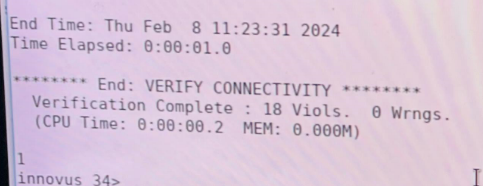 End Time: Thu Feb  8 11:23:31 2024
Time Elapsed: 0:00:01.0
******** End: VERIFY CONNECTIVITY ********
  Verification Complete : 18 Viols.  0 Wrngs.
  (CPU Time: 0:00:00.2  MEM: 0.000M)
1
innovus 34>